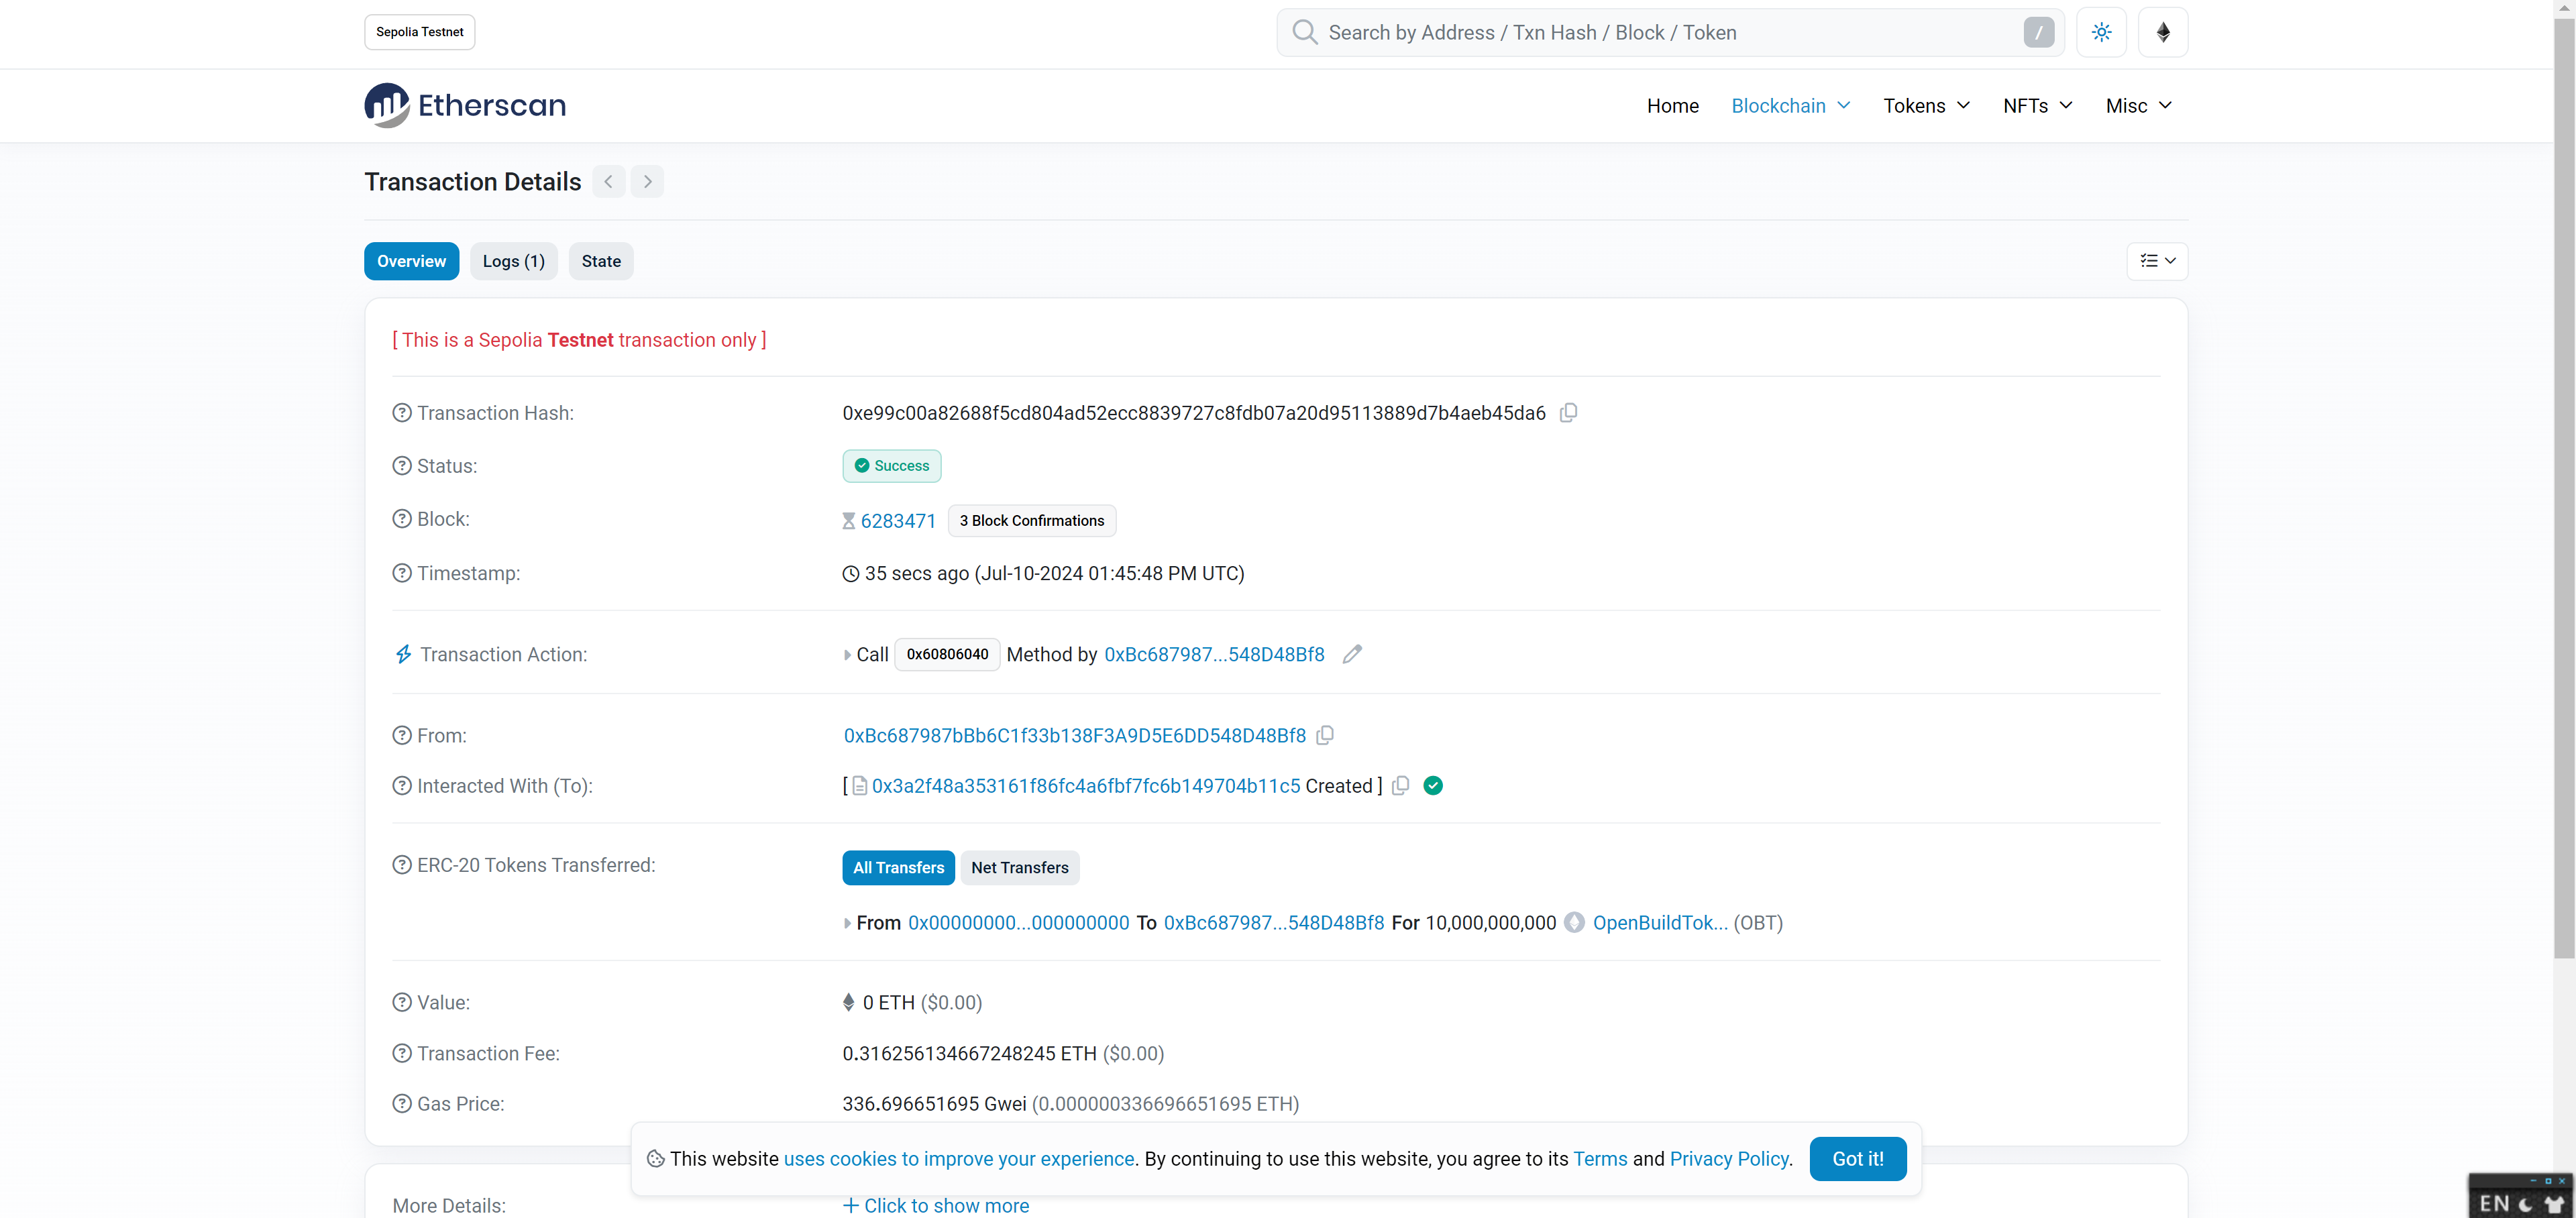 Sepolia Testnet
Search by Address / Txn Hash / Block / Token
/
Etherscan
Home Blockchain Tokens NFTs Misc
Transaction Details
Overview Logs (1) State
[ This is a Sepolia Testnet transaction only ]
Transaction Hash: 0xe99c00a82688f5cd804ad52ecc8839727c8fdb07a20d95113889d7b4aeb45da6
Status: Success
Block: 6283471 3 Block Confirmations
Timestamp: 35 secs ago (Jul-10-2024 01:45:48 PM UTC)
Transaction Action: Call 0x60806040 Method by 0xBc687987...548D48Bf8
From: 0xBc687987bBb6C1f33b138F3A9D5E6DD548D48Bf8
Interacted With (To): [ 0x3a2f48a353161f86fc4a6fbf7fc6b149704b11c5 Created ]
ERC-20 Tokens Transferred: All Transfers Net Transfers
From 0x00000000...000000000 To 0xBc687987...548D48Bf8 For 10,000,000,000 OpenBuildTok... (OBT)
Value: 0 ETH ($0.00)
Transaction Fee: 0.316256134667248245 ETH ($0.00)
Gas Price: 336.696651695 Gwei (0.000000336696651695 ETH)
This website uses cookies to improve your experience. By continuing to use this website, you agree to its Terms and Privacy Policy. Got it!
More Details: + Click to show more
EN